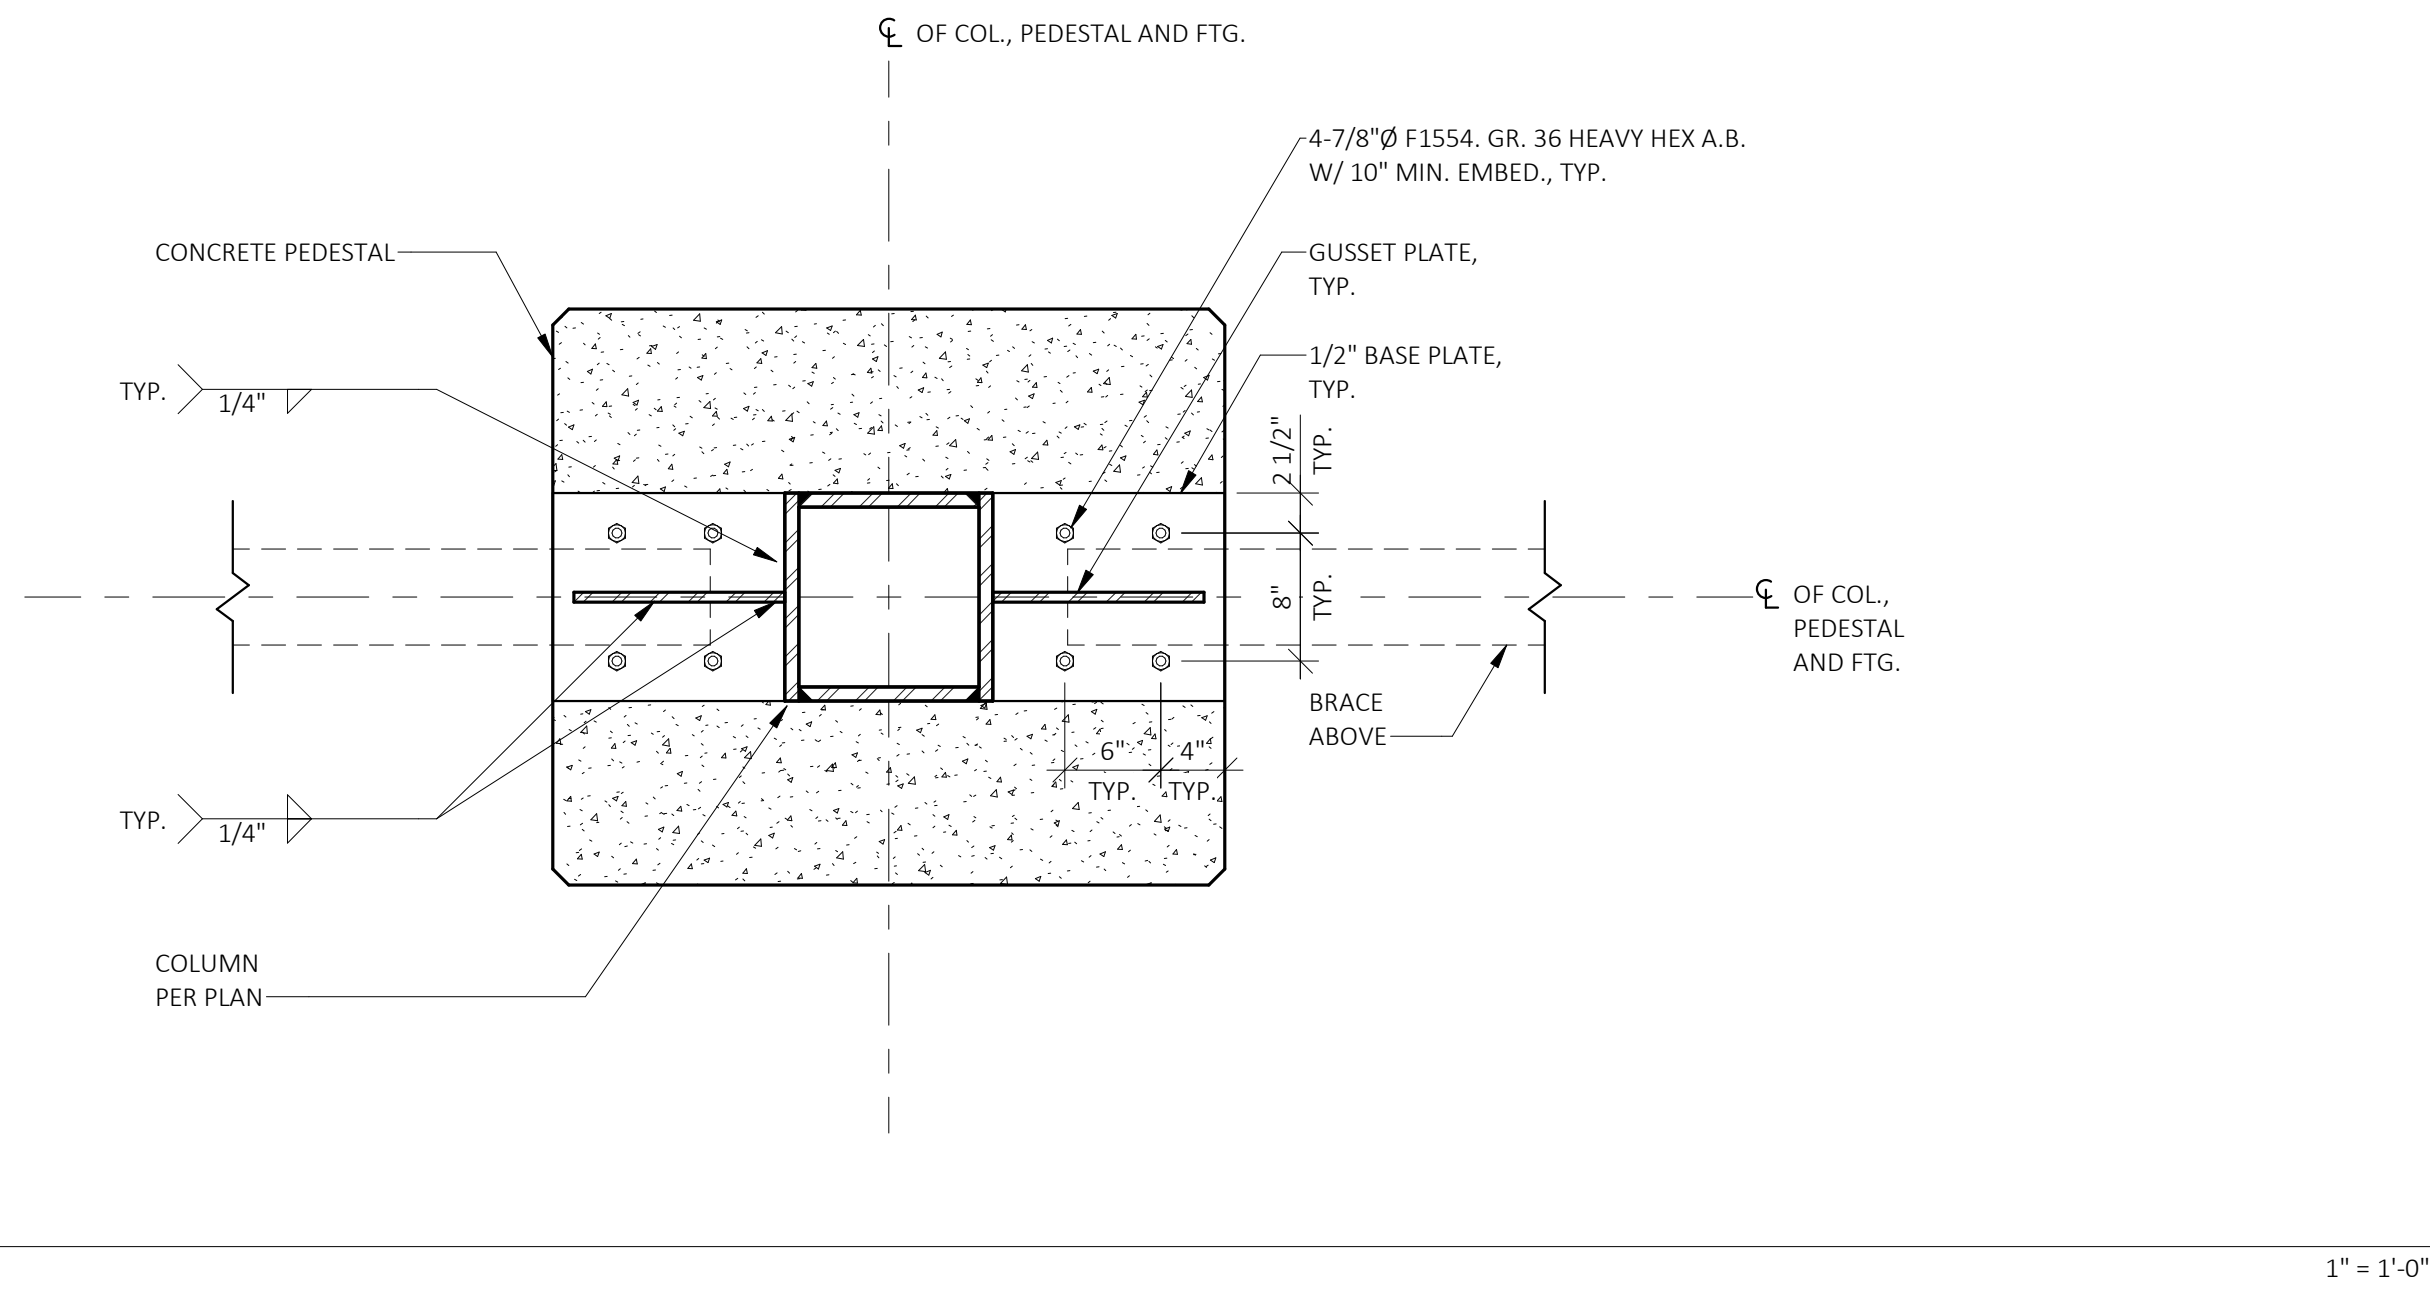 ℄ OF COL., PEDESTAL AND FTG.
4-7/8"Ø F1554. GR. 36 HEAVY HEX A.B.
W/ 10" MIN. EMBED., TYP.
CONCRETE PEDESTAL
GUSSET PLATE,
TYP.
1/2" BASE PLATE,
TYP.
TYP.
1/4"
2 1/2"
TYP.
8"
TYP.
℄ OF COL.,
PEDESTAL
AND FTG.
BRACE
ABOVE
6"
TYP.
4"
TYP.
TYP.
1/4"
COLUMN
PER PLAN
1" = 1'-0"